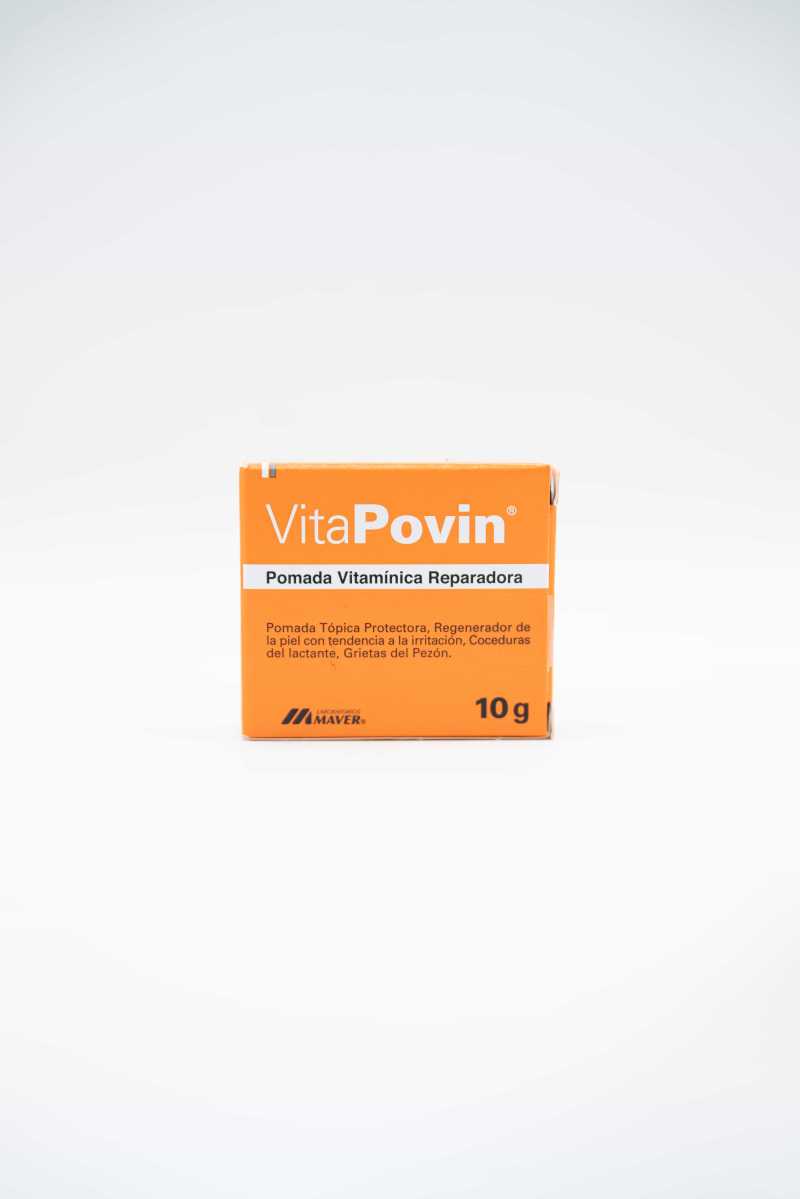 VitaPovin®
Pomada Vitamínica Reparadora
Pomada Tópica Protectora, Regenerador de
la piel con tendencia a la irritación, Coceduras
del lactante, Grietas del Pezón.
LABORATORIOS
MAVER®
10 g